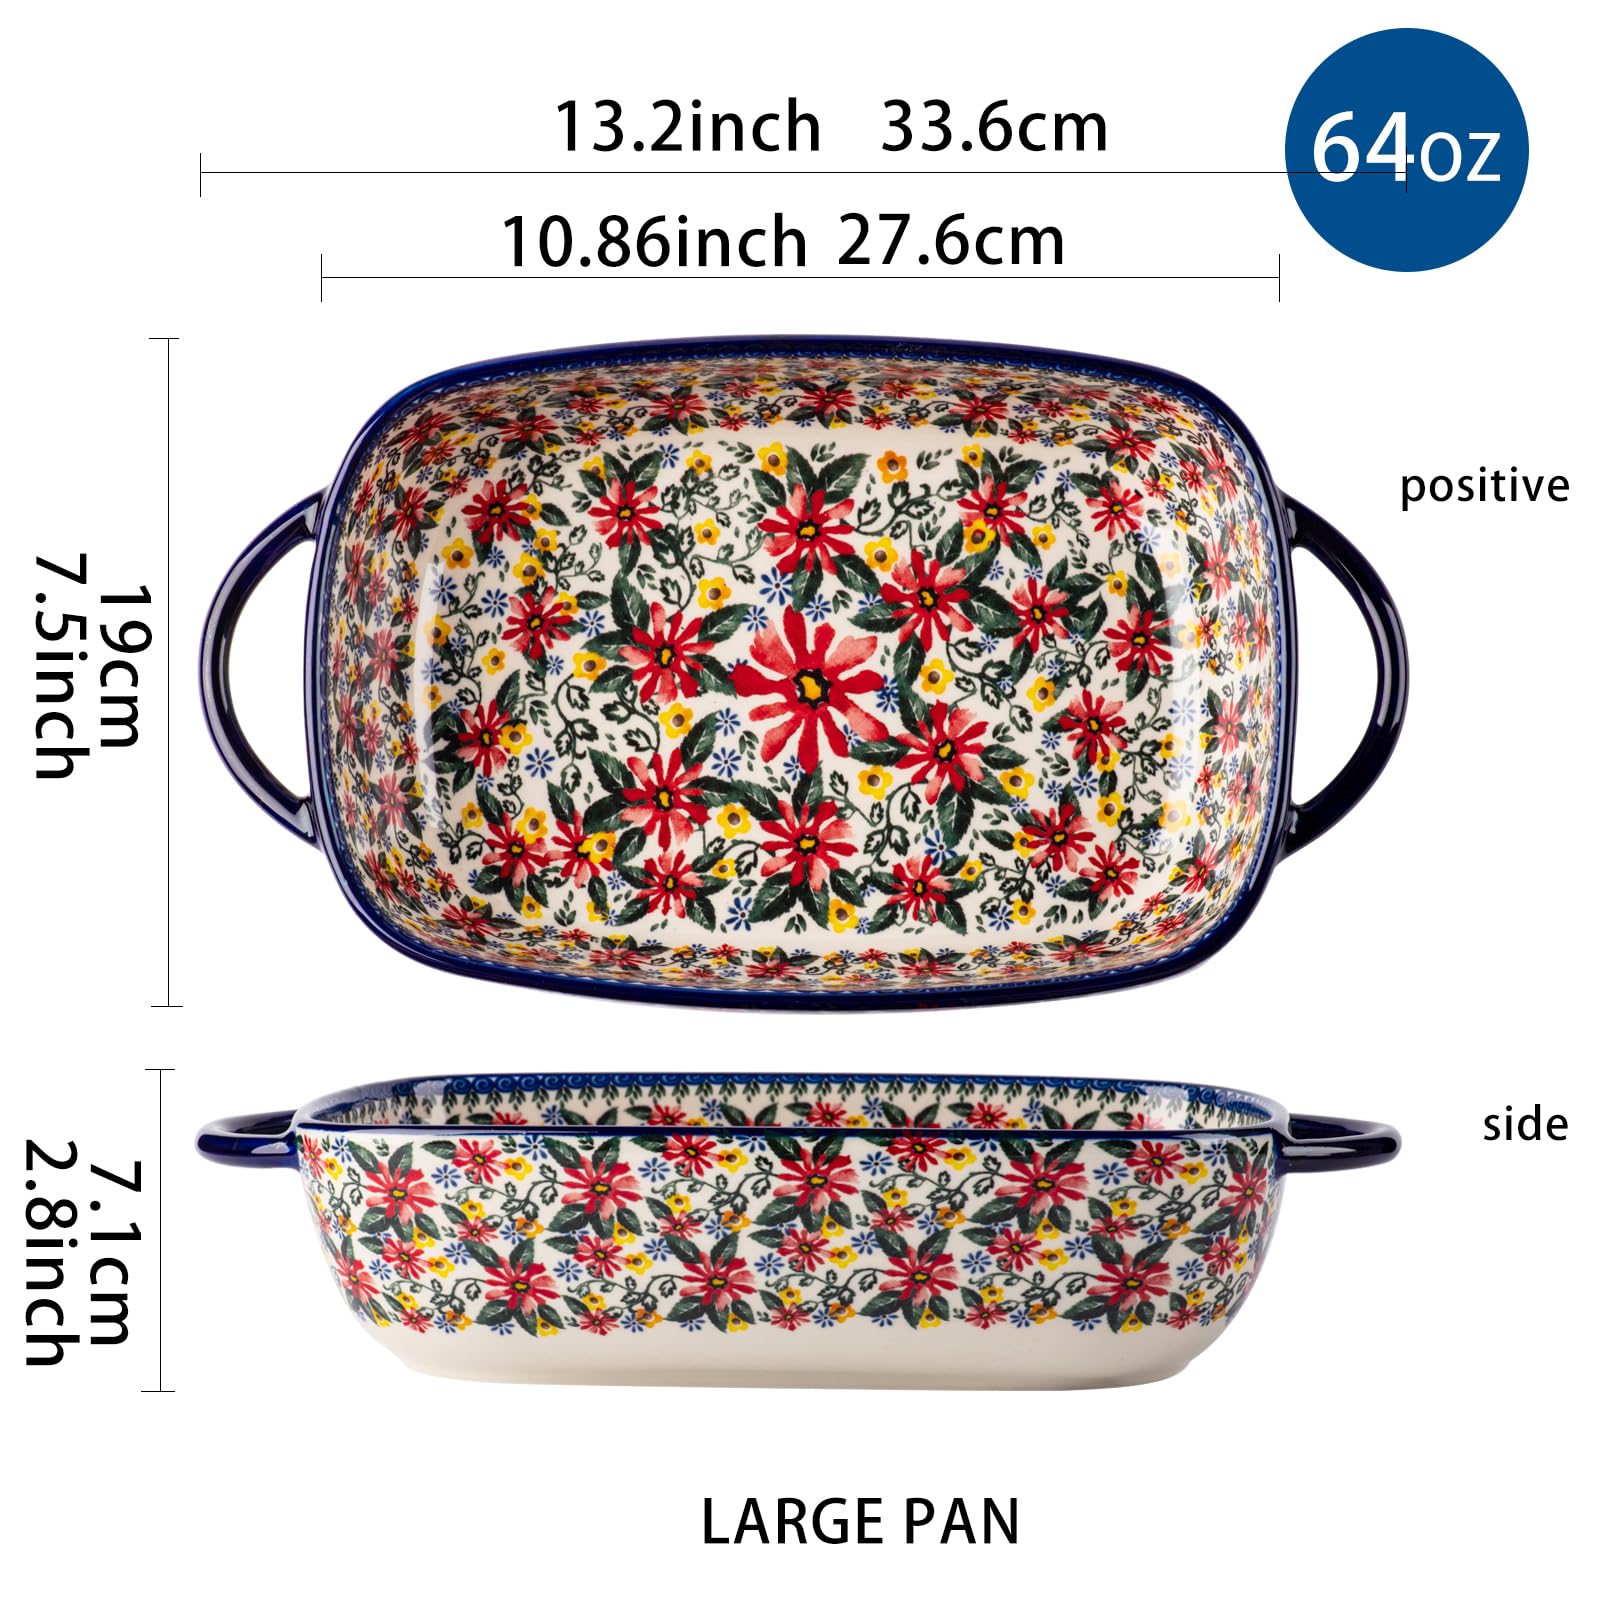 13.2inch 33.6cm
64oz
10.86inch 27.6cm
positive
19cm
7.5inch
side
7.1cm
2.8inch
LARGE PAN